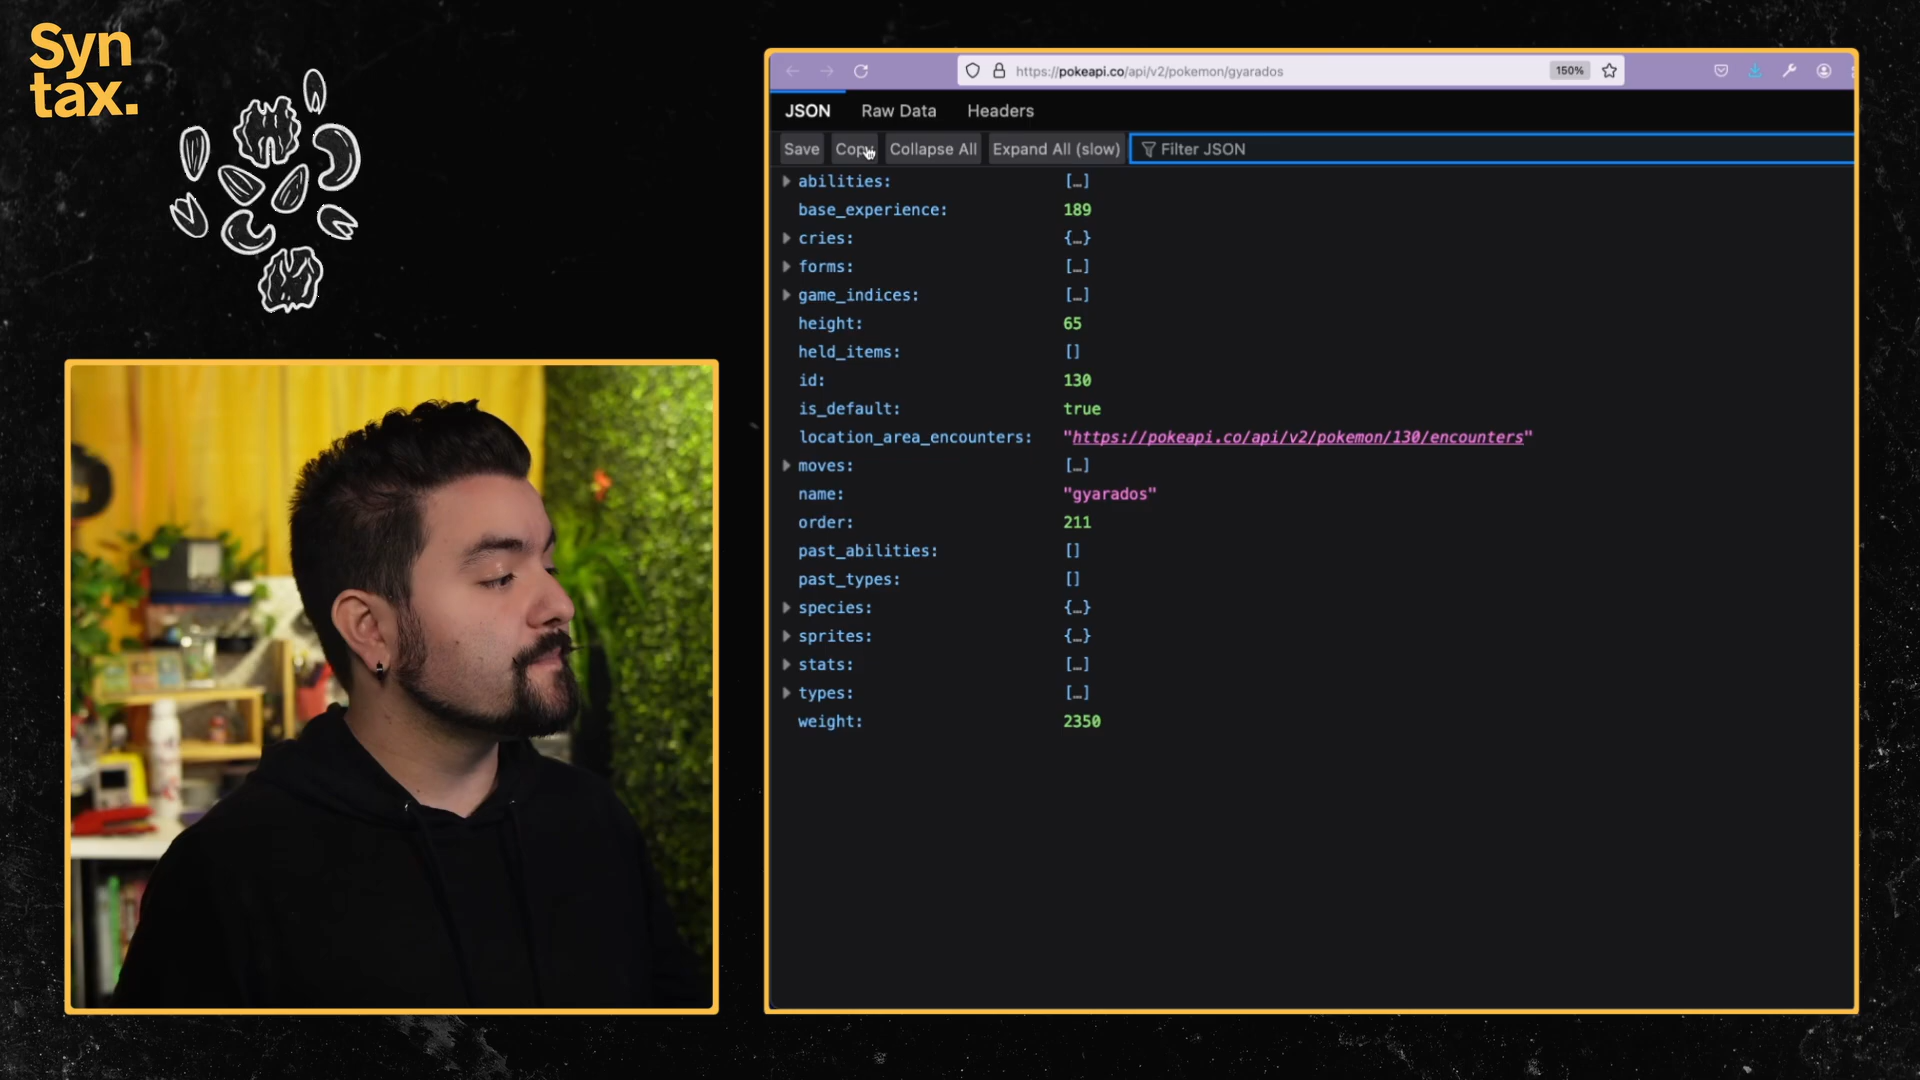 Syn
tax.
https://pokeapi.co/api/v2/pokemon/gyarados
150%
JSON Raw Data Headers
Save Copy Collapse All Expand All (slow) Filter JSON
abilities: […]
base_experience: 189
cries: {…}
forms: […]
game_indices: […]
height: 65
held_items: []
id: 130
is_default: true
location_area_encounters: "https://pokeapi.co/api/v2/pokemon/130/encounters"
moves: […]
name: "gyarados"
order: 211
past_abilities: []
past_types: []
species: {…}
sprites: {…}
stats: […]
types: […]
weight: 2350